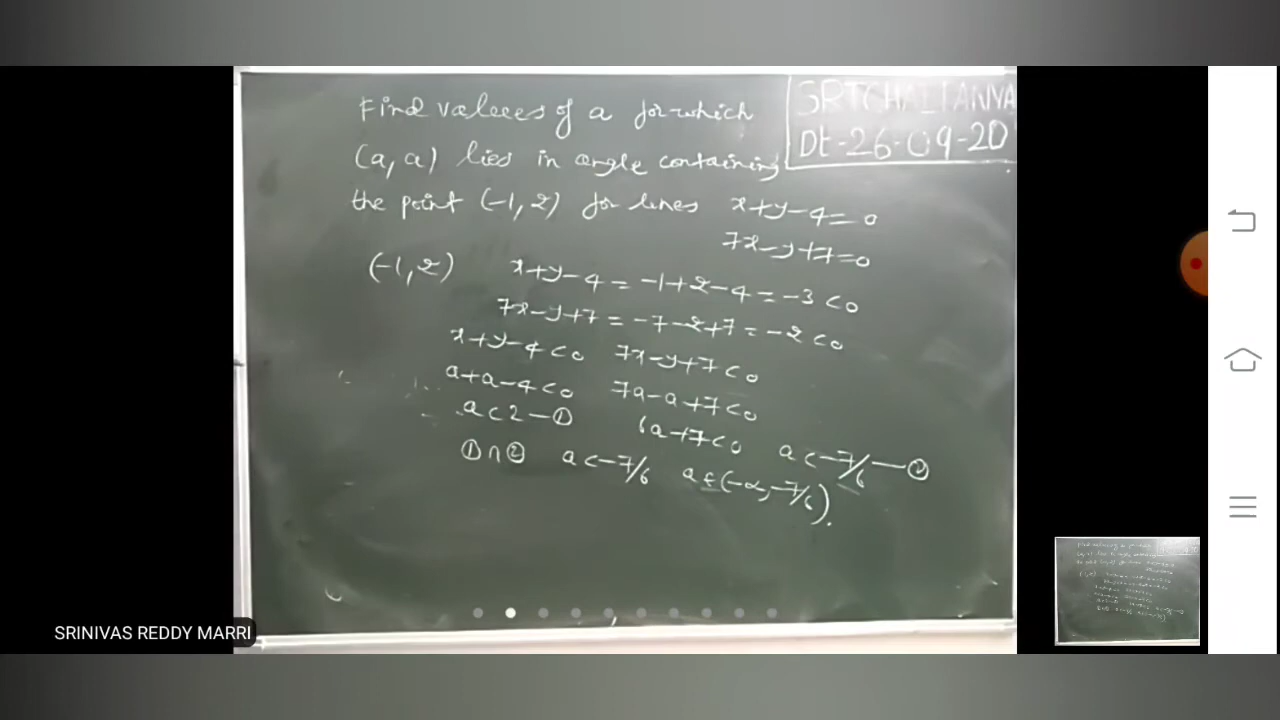 Find values of a for which
(a, a) lies in angle containing
the point (-1, 2) for lines x+y-4=0
7x-y+7=0
SRI CHAITANYA
Dt-26-09-20
(-1, 2) x+y-4 = -1+2-4 = -3 <0
7x-y+7 = -7-2+7 = -2 <0
x+y-4<0 7x-y+7<0
a+a-4<0 7a-a+7<0
a<2-① 6a+7<0 a<-7/6-②
①∩② a<-7/6 a∈(-∞, -7/6).
SRINIVAS REDDY MARRI